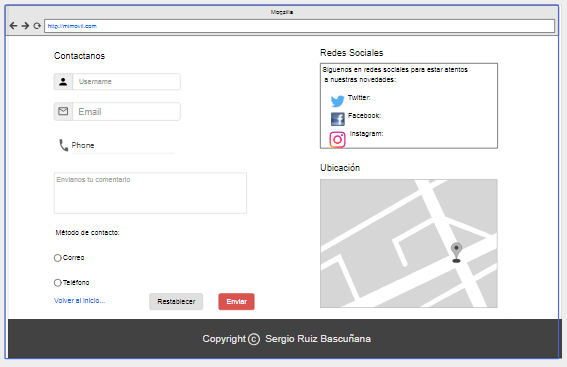 Mozilla
http://mimovil.com
Contactanos
Username
Email
Phone
Envianos tu comentario
Método de contacto:
Correo
Teléfono
Volver al inicio...
Restablecer
Enviar
Redes Sociales
Siguenos en redes sociales para estar atentos
a nuestras novedades:
Twitter:
Facebook:
Instagram:
Ubicación
Copyright © Sergio Ruiz Bascuñana